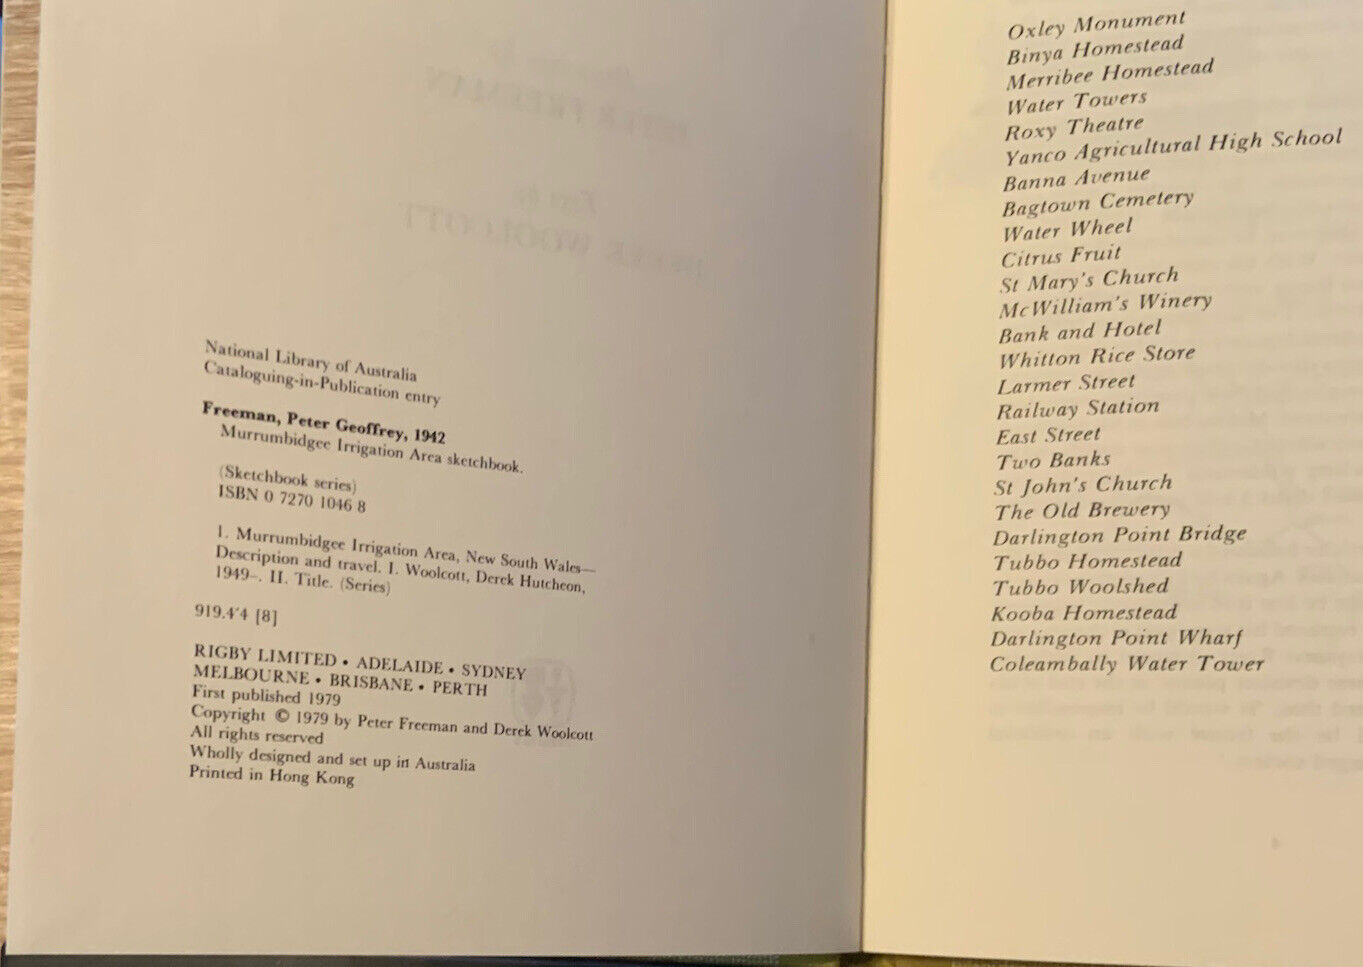 National Library of Australia
Cataloguing-in-Publication entry
Freeman, Peter Geoffrey, 1942
Murrumbidgee Irrigation Area sketchbook.
(Sketchbook series)
ISBN 0 7270 1046 8
1. Murrumbidgee Irrigation Area, New South Wales—
Description and travel. I. Woolcott, Derek Hutcheon,
1949-. II. Title. (Series)
919.4'4 [8]
RIGBY LIMITED • ADELAIDE • SYDNEY
MELBOURNE • BRISBANE • PERTH
First published 1979
Copyright © 1979 by Peter Freeman and Derek Woolcott
All rights reserved
Wholly designed and set up in Australia
Printed in Hong Kong
Oxley Monument
Binya Homestead
Merribee Homestead
Water Towers
Roxy Theatre
Yanco Agricultural High School
Banna Avenue
Bagtown Cemetery
Water Wheel
Citrus Fruit
St Mary's Church
McWilliam's Winery
Bank and Hotel
Whitton Rice Store
Larmer Street
Railway Station
East Street
Two Banks
St John's Church
The Old Brewery
Darlington Point Bridge
Tubbo Homestead
Tubbo Woolshed
Kooba Homestead
Darlington Point Wharf
Coleambally Water Tower